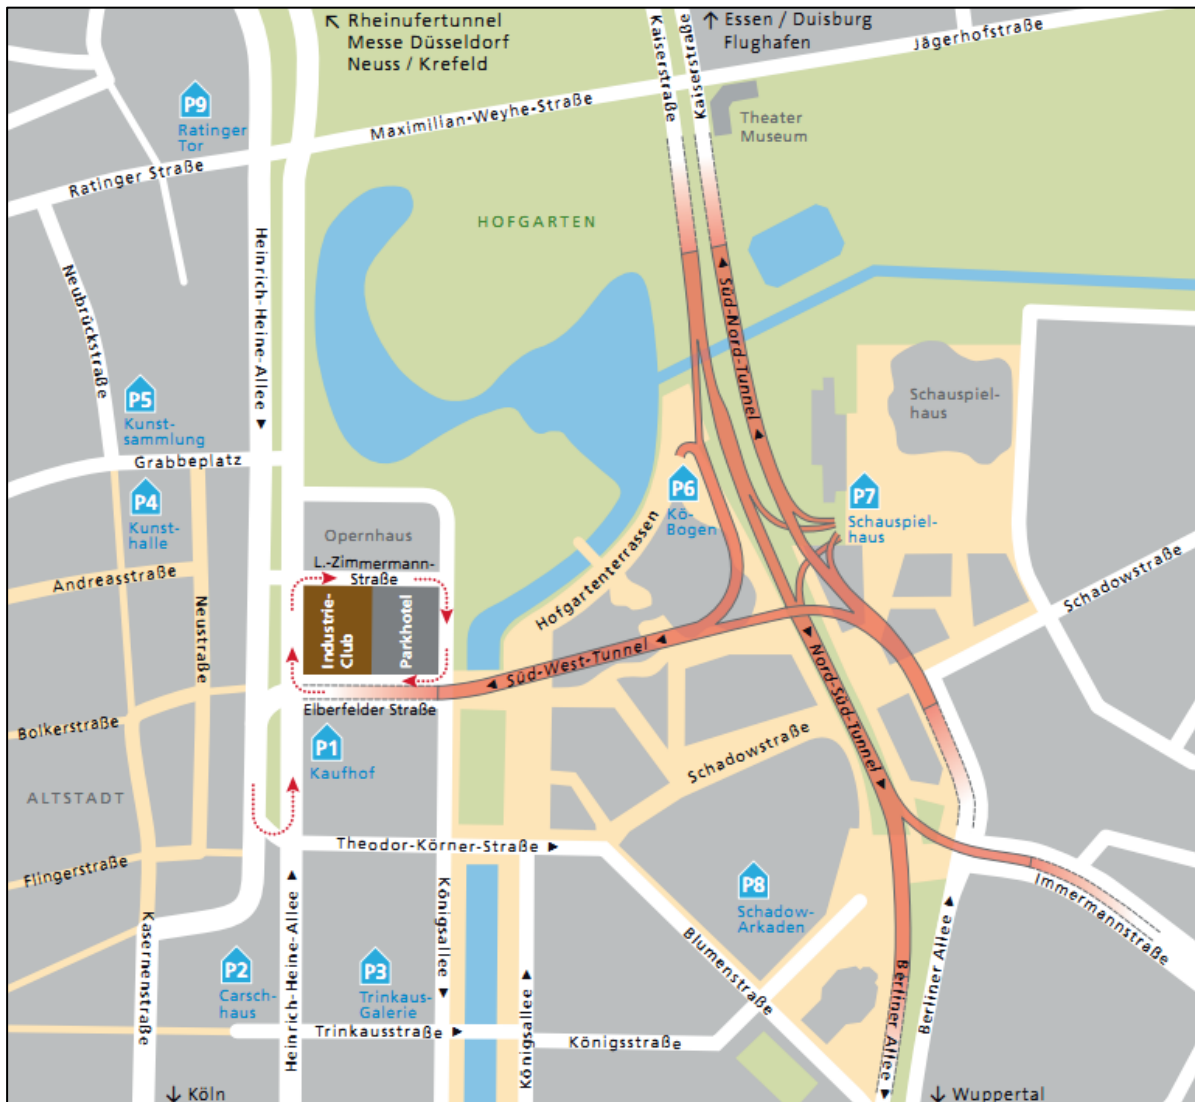 Rheinufertunnel
Messe Düsseldorf
Neuss / Krefeld
Kaiserstraße
Kaiserstraße
Essen / Duisburg
Flughafen
Jägerhofstraße
P9
Ratinger
Tor
Maximilian-Weyhe-Straße
Theater
Museum
Ratinger Straße
HOFGARTEN
Heinrich-Heine-Allee
Neubrückstraße
Süd-Nord-Tunnel
P5
Kunst-
sammlung
Schauspiel-
haus
Grabbeplatz
P4
Kunst-
halle
P6
Kö-
Bogen
P7
Schauspiel-
haus
Opernhaus
L.-Zimmermann-
Straße
Andreasstraße
Neustraße
Hofgartenterrassen
Schadowstraße
Industrie-
Club
Parkhotel
Süd-West-Tunnel
Nord-Süd-Tunnel
Elberfelder Straße
Bolkerstraße
P1
Kaufhof
Schadowstraße
ALTSTADT
Theodor-Körner-Straße
Flingerstraße
P8
Schadow-
Arkaden
Immermannstraße
Kasernenstraße
Heinrich-Heine-Allee
Königsallee
Königsallee
Blumenstraße
Berliner Allee
Berliner Allee
P2
Carsch-
haus
P3
Trinkaus-
Galerie
Trinkausstraße
Königsstraße
Köln
Wuppertal